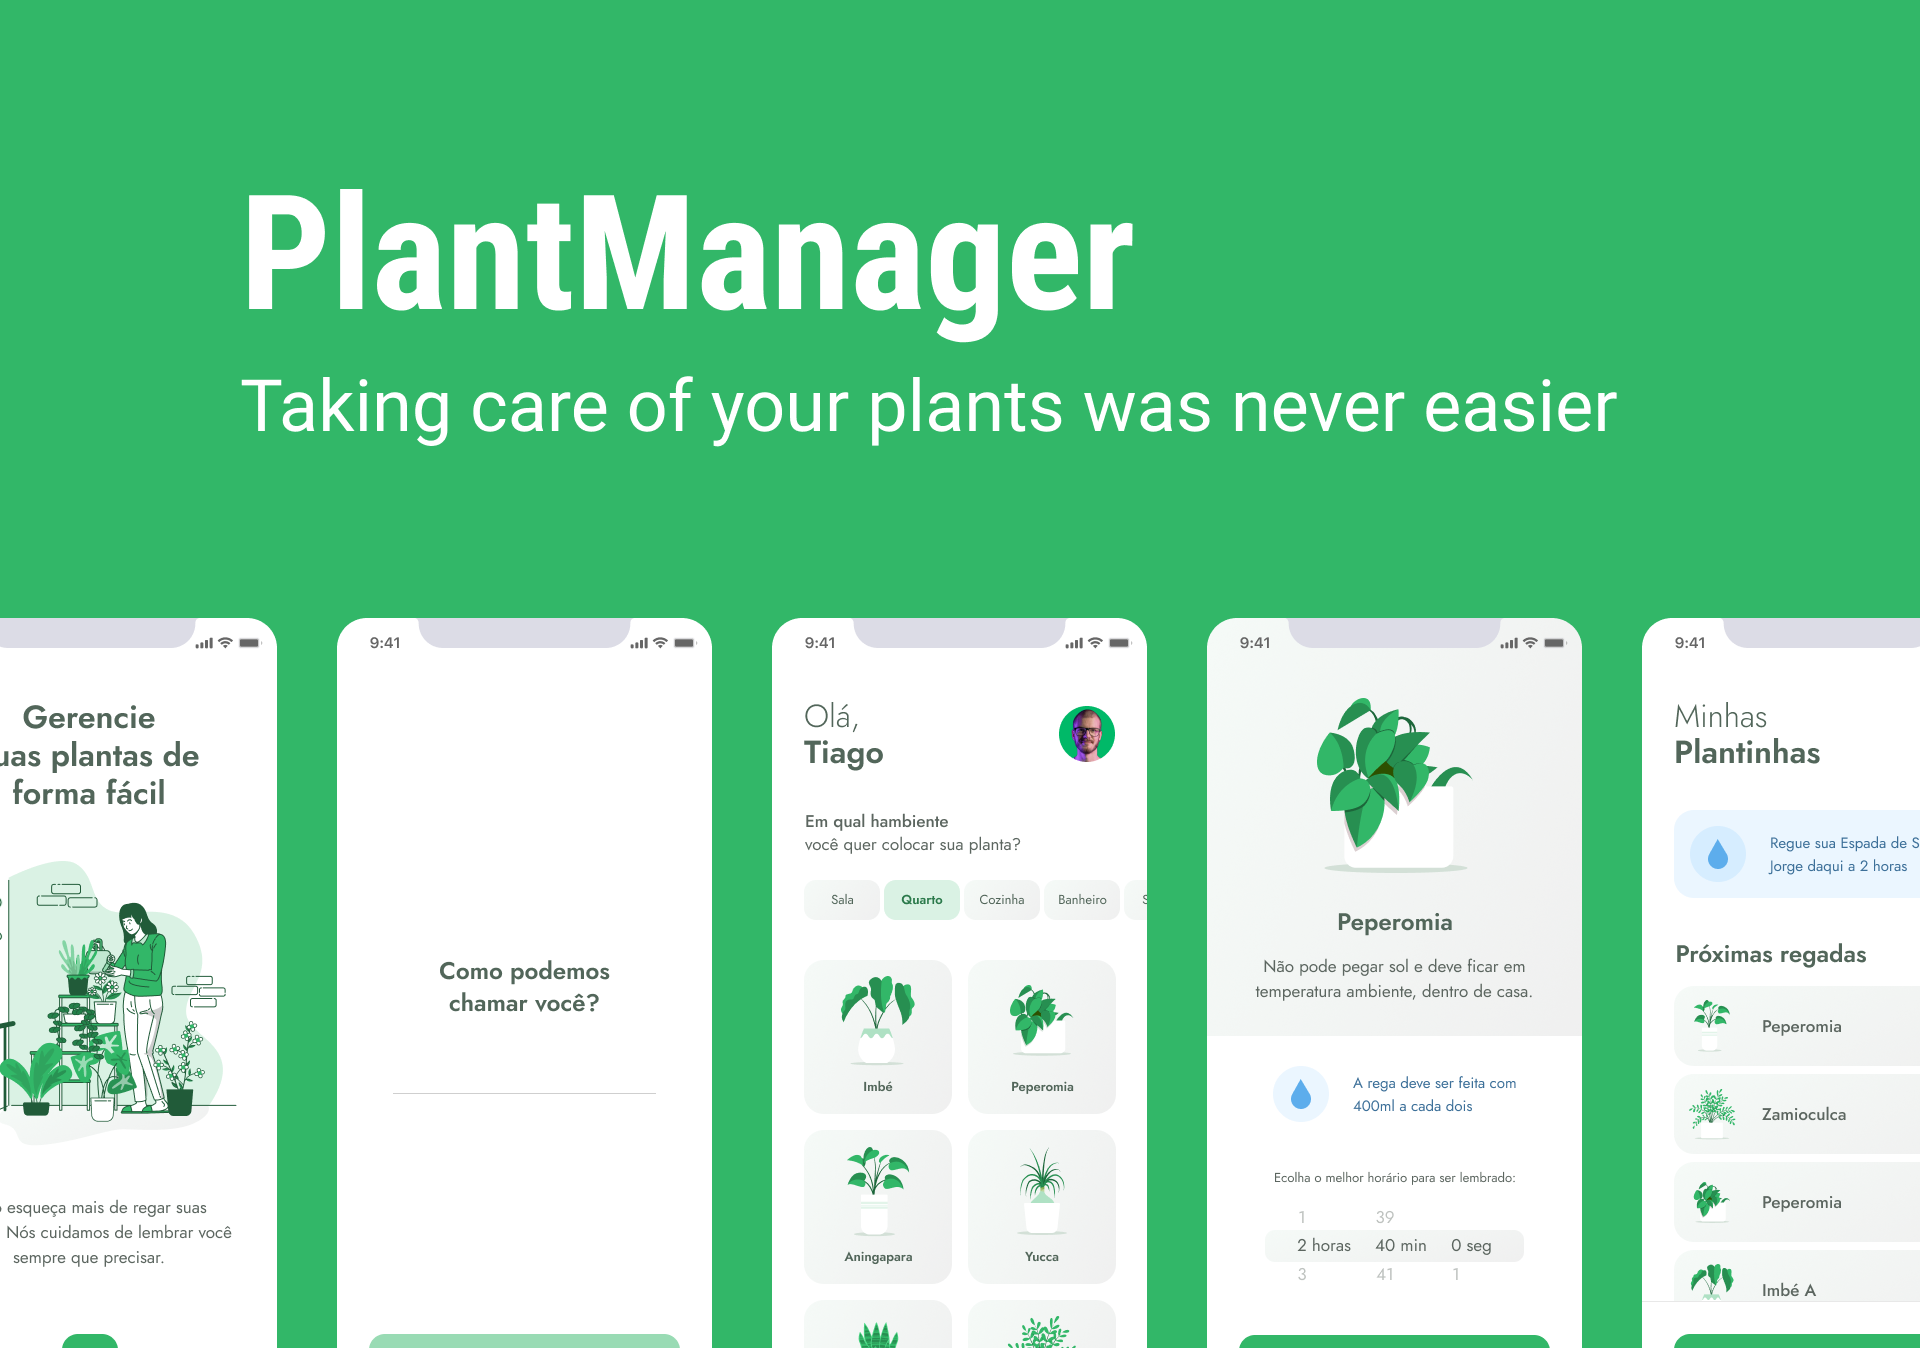 PlantManager
Taking care of your plants was never easier
Gerencie
plantas de
forma fácil
esqueça mais de regar suas
Nós cuidamos de lembrar você
sempre que precisar.
9:41
Como podemos
chamar você?
9:41
Olá,
Tiago
Em qual hambiente
você quer colocar sua planta?
Sala
Quarto
Cozinha
Banheiro
Imbé
Peperomia
Aningapara
Yucca
9:41
Peperomia
Não pode pegar sol e deve ficar em
temperatura ambiente, dentro de casa.
A rega deve ser feita com
400ml a cada dois
Ecolha o melhor horário para ser lembrado:
1 39
2 horas 40 min 0 seg
3 41 1
9:41
Minhas
Plantinhas
Regue sua Espada de S
Jorge daqui a 2 horas
Próximas regadas
Peperomia
Zamioculca
Peperomia
Imbé A